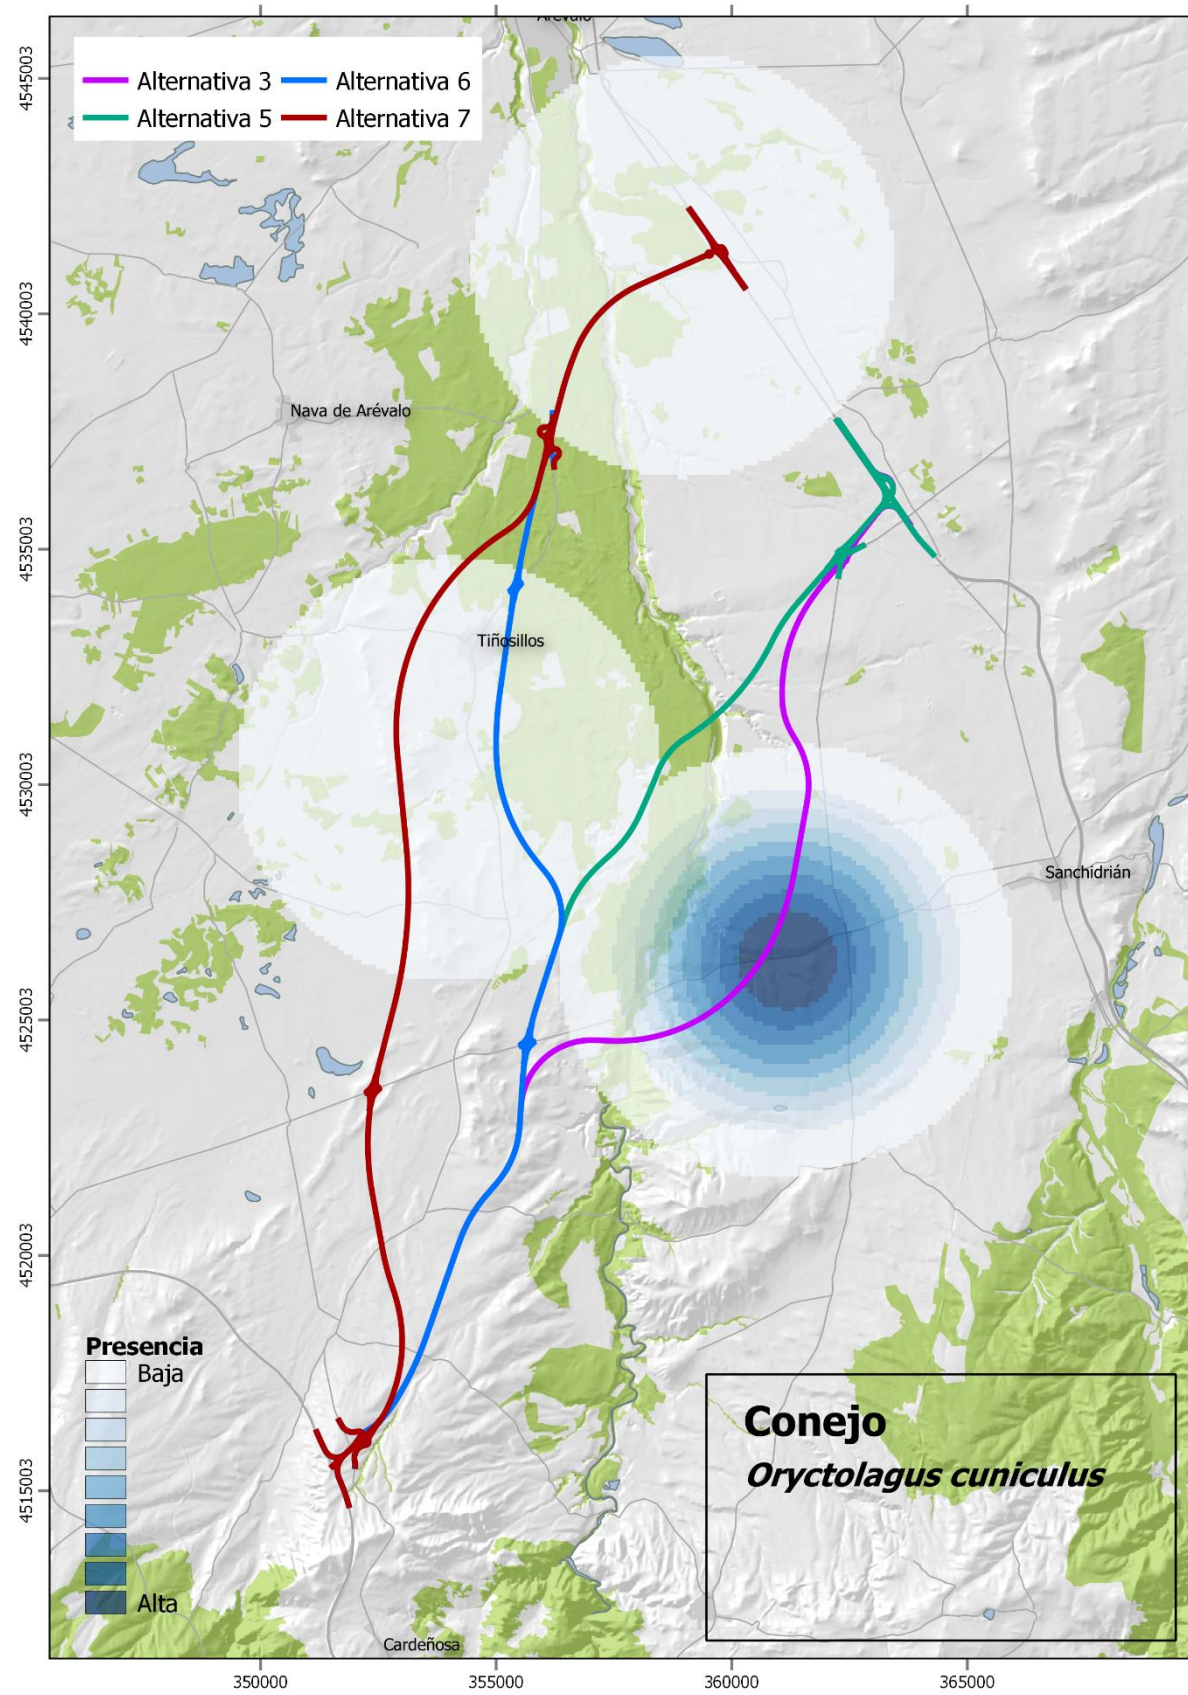 Arévalo
Alternativa 3
Alternativa 6
Alternativa 5
Alternativa 7
4545003
4540003
Nava de Arévalo
4535003
Tiñosillos
4530003
Sanchidrián
4525003
4520003
Presencia
Baja
Alta
Conejo
Oryctolagus cuniculus
4515003
Cardeñosa
350000
355000
360000
365000